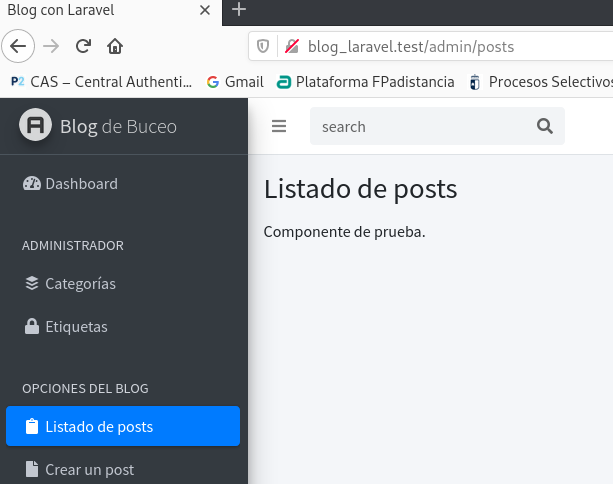 Blog con Laravel
blog_laravel.test/admin/posts
CAS – Central Authenti… Gmail Plataforma FPadistancia Procesos Selectivos
Blog de Buceo
search
Dashboard
Listado de posts
Componente de prueba.
ADMINISTRADOR
Categorías
Etiquetas
OPCIONES DEL BLOG
Listado de posts
Crear un post